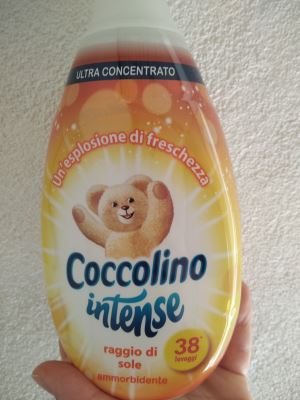 ULTRA CONCENTRATO
Un'esplosione di freschezza
Coccolino
intense
raggio di
sole
ammorbidente
38*
lavaggi